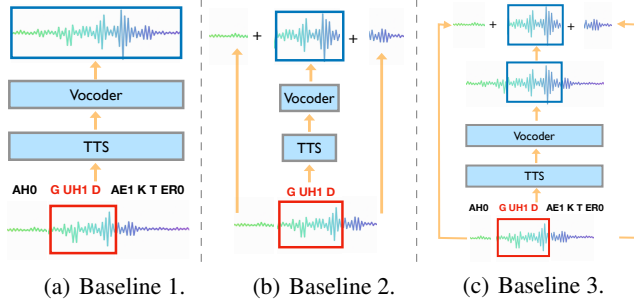 Vocoder
TTS
AH0 G UH1 D AE1 K T ER0
(a) Baseline 1.
+ +
Vocoder
TTS
G UH1 D
(b) Baseline 2.
+ +
Vocoder
TTS
AH0 G UH1 D AE1 K T ER0
(c) Baseline 3.